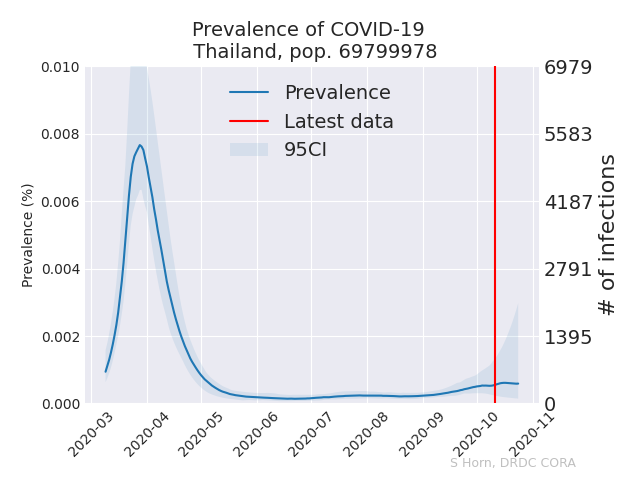 Prevalence of COVID-19
Thailand, pop. 69799978
Prevalence
Latest data
95CI
Prevalence (%)
0.010
0.008
0.006
0.004
0.002
0.000
6979
5583
4187
2791
1395
0
# of infections
2020-03
2020-04
2020-05
2020-06
2020-07
2020-08
2020-09
2020-10
2020-11
S Horn, DRDC CORA